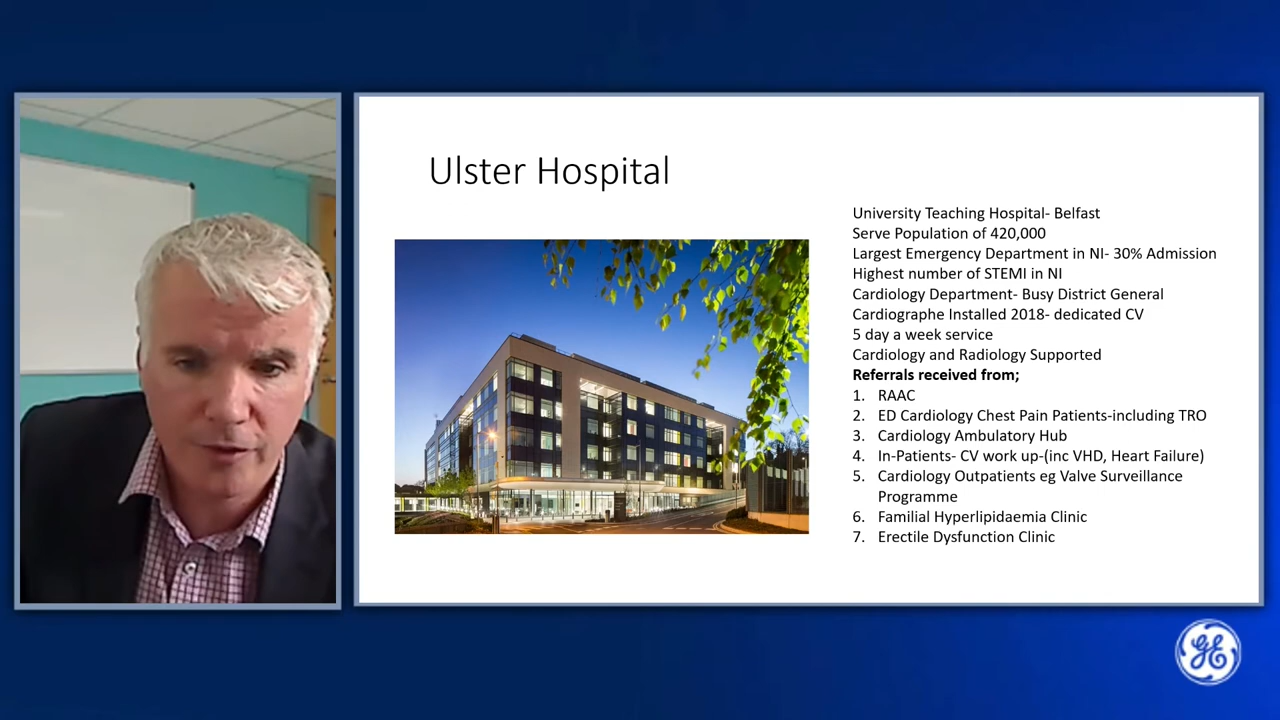 Ulster Hospital
University Teaching Hospital- Belfast
Serve Population of 420,000
Largest Emergency Department in NI- 30% Admission
Highest number of STEMI in NI
Cardiology Department- Busy District General
Cardiographe Installed 2018- dedicated CV
5 day a week service
Cardiology and Radiology Supported
Referrals received from;
1. RAAC
2. ED Cardiology Chest Pain Patients-including TRO
3. Cardiology Ambulatory Hub
4. In-Patients- CV work up-(inc VHD, Heart Failure)
5. Cardiology Outpatients eg Valve Surveillance
Programme
6. Familial Hyperlipidaemia Clinic
7. Erectile Dysfunction Clinic
GE